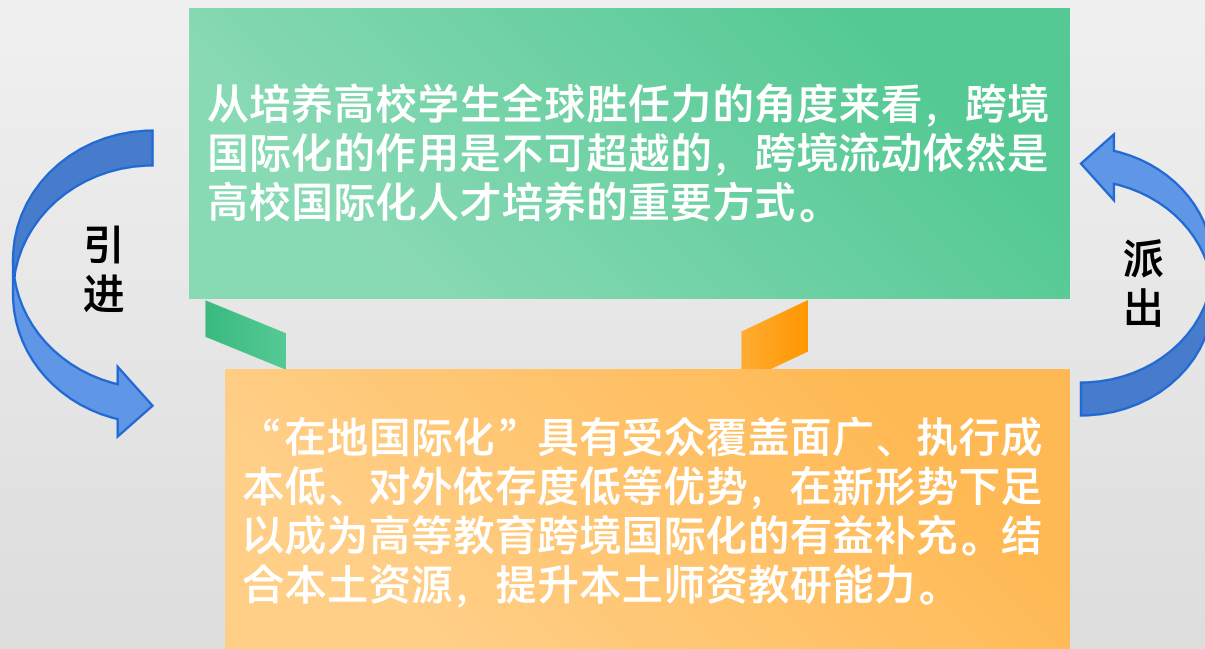 从培养高校学生全球胜任力的角度来看，跨境
国际化的作用是不可超越的，跨境流动依然是
高校国际化人才培养的重要方式。
引
进
派
出
“在地国际化”具有受众覆盖面广、执行成
本低、对外依存度低等优势，在新形势下足
以成为高等教育跨境国际化的有益补充。结
合本土资源，提升本土师资教研能力。